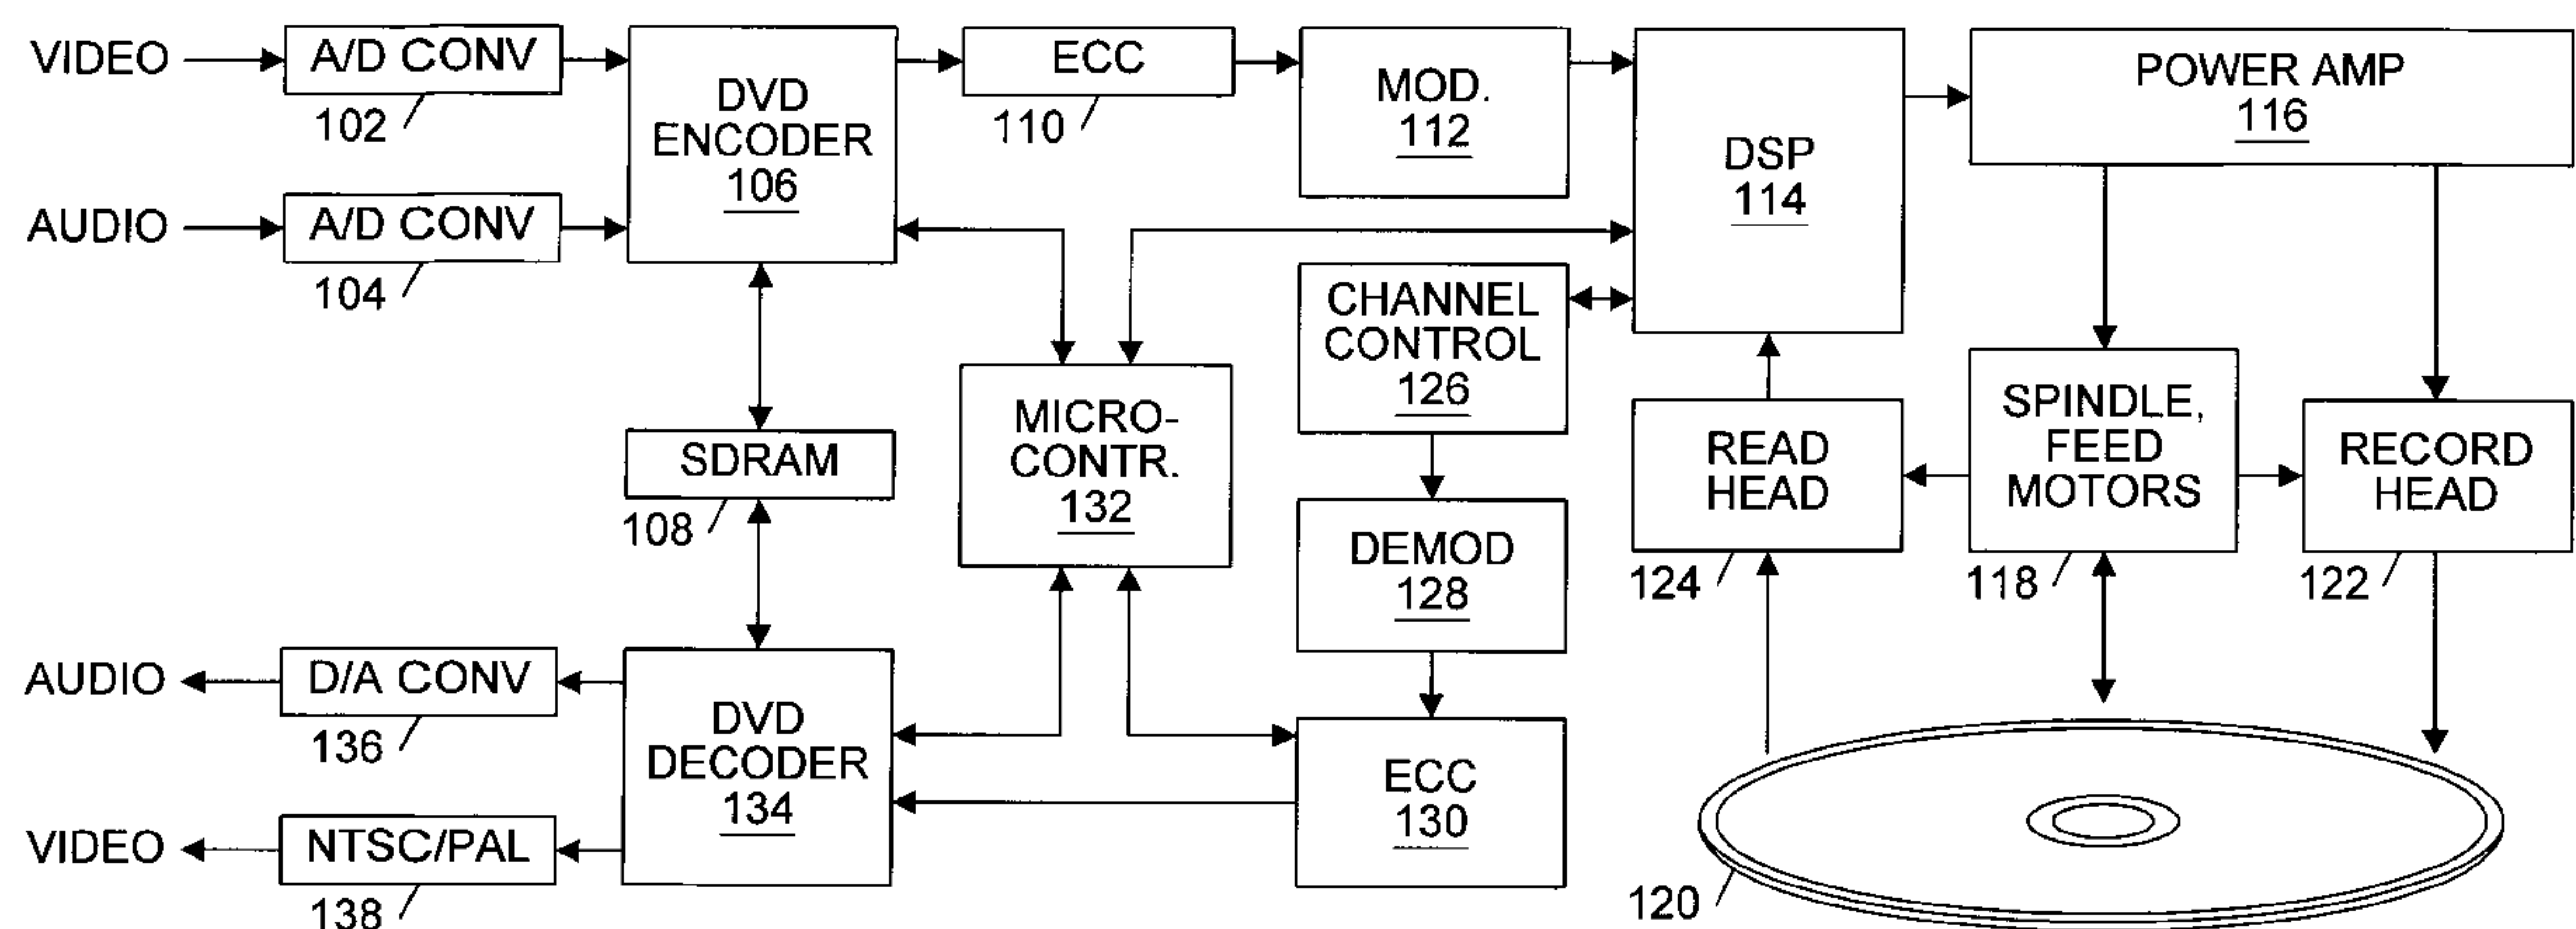 VIDEO
A/D CONV
102
AUDIO
A/D CONV
104
DVD
ENCODER
106
ECC
110
MOD.
112
DSP
114
POWER AMP
116
CHANNEL
CONTROL
126
SDRAM
108
MICRO-
CONTR.
132
DEMOD
128
READ
HEAD
124
SPINDLE,
FEED
MOTORS
118
RECORD
HEAD
122
AUDIO
D/A CONV
136
VIDEO
NTSC/PAL
138
DVD
DECODER
134
ECC
130
120